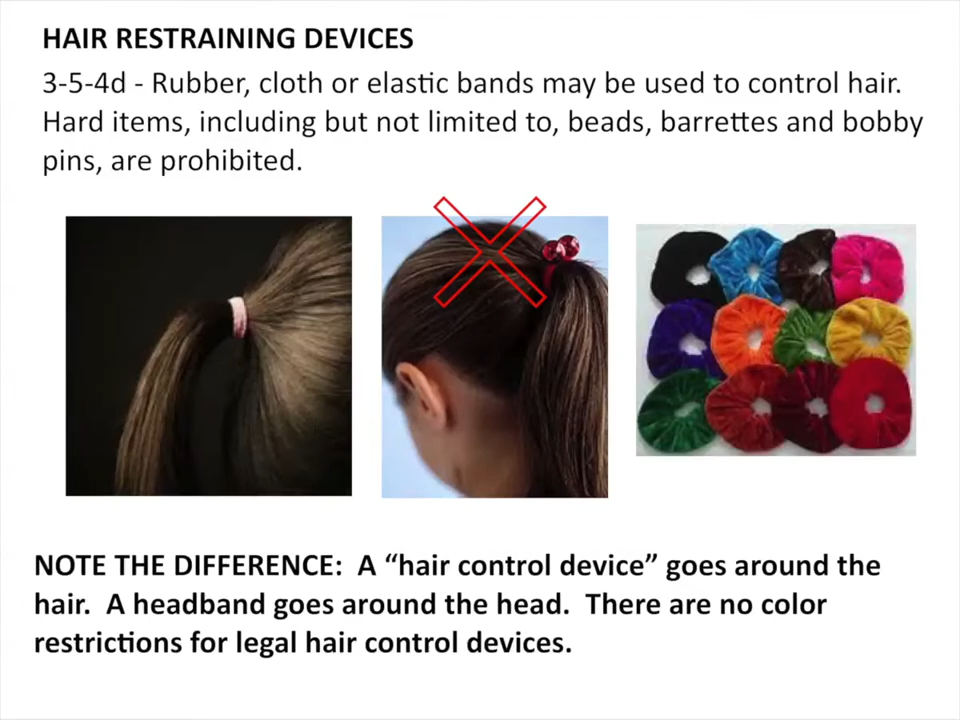 HAIR RESTRAINING DEVICES
3-5-4d - Rubber, cloth or elastic bands may be used to control hair.
Hard items, including but not limited to, beads, barrettes and bobby
pins, are prohibited.
NOTE THE DIFFERENCE:  A “hair control device” goes around the
hair.  A headband goes around the head.  There are no color
restrictions for legal hair control devices.